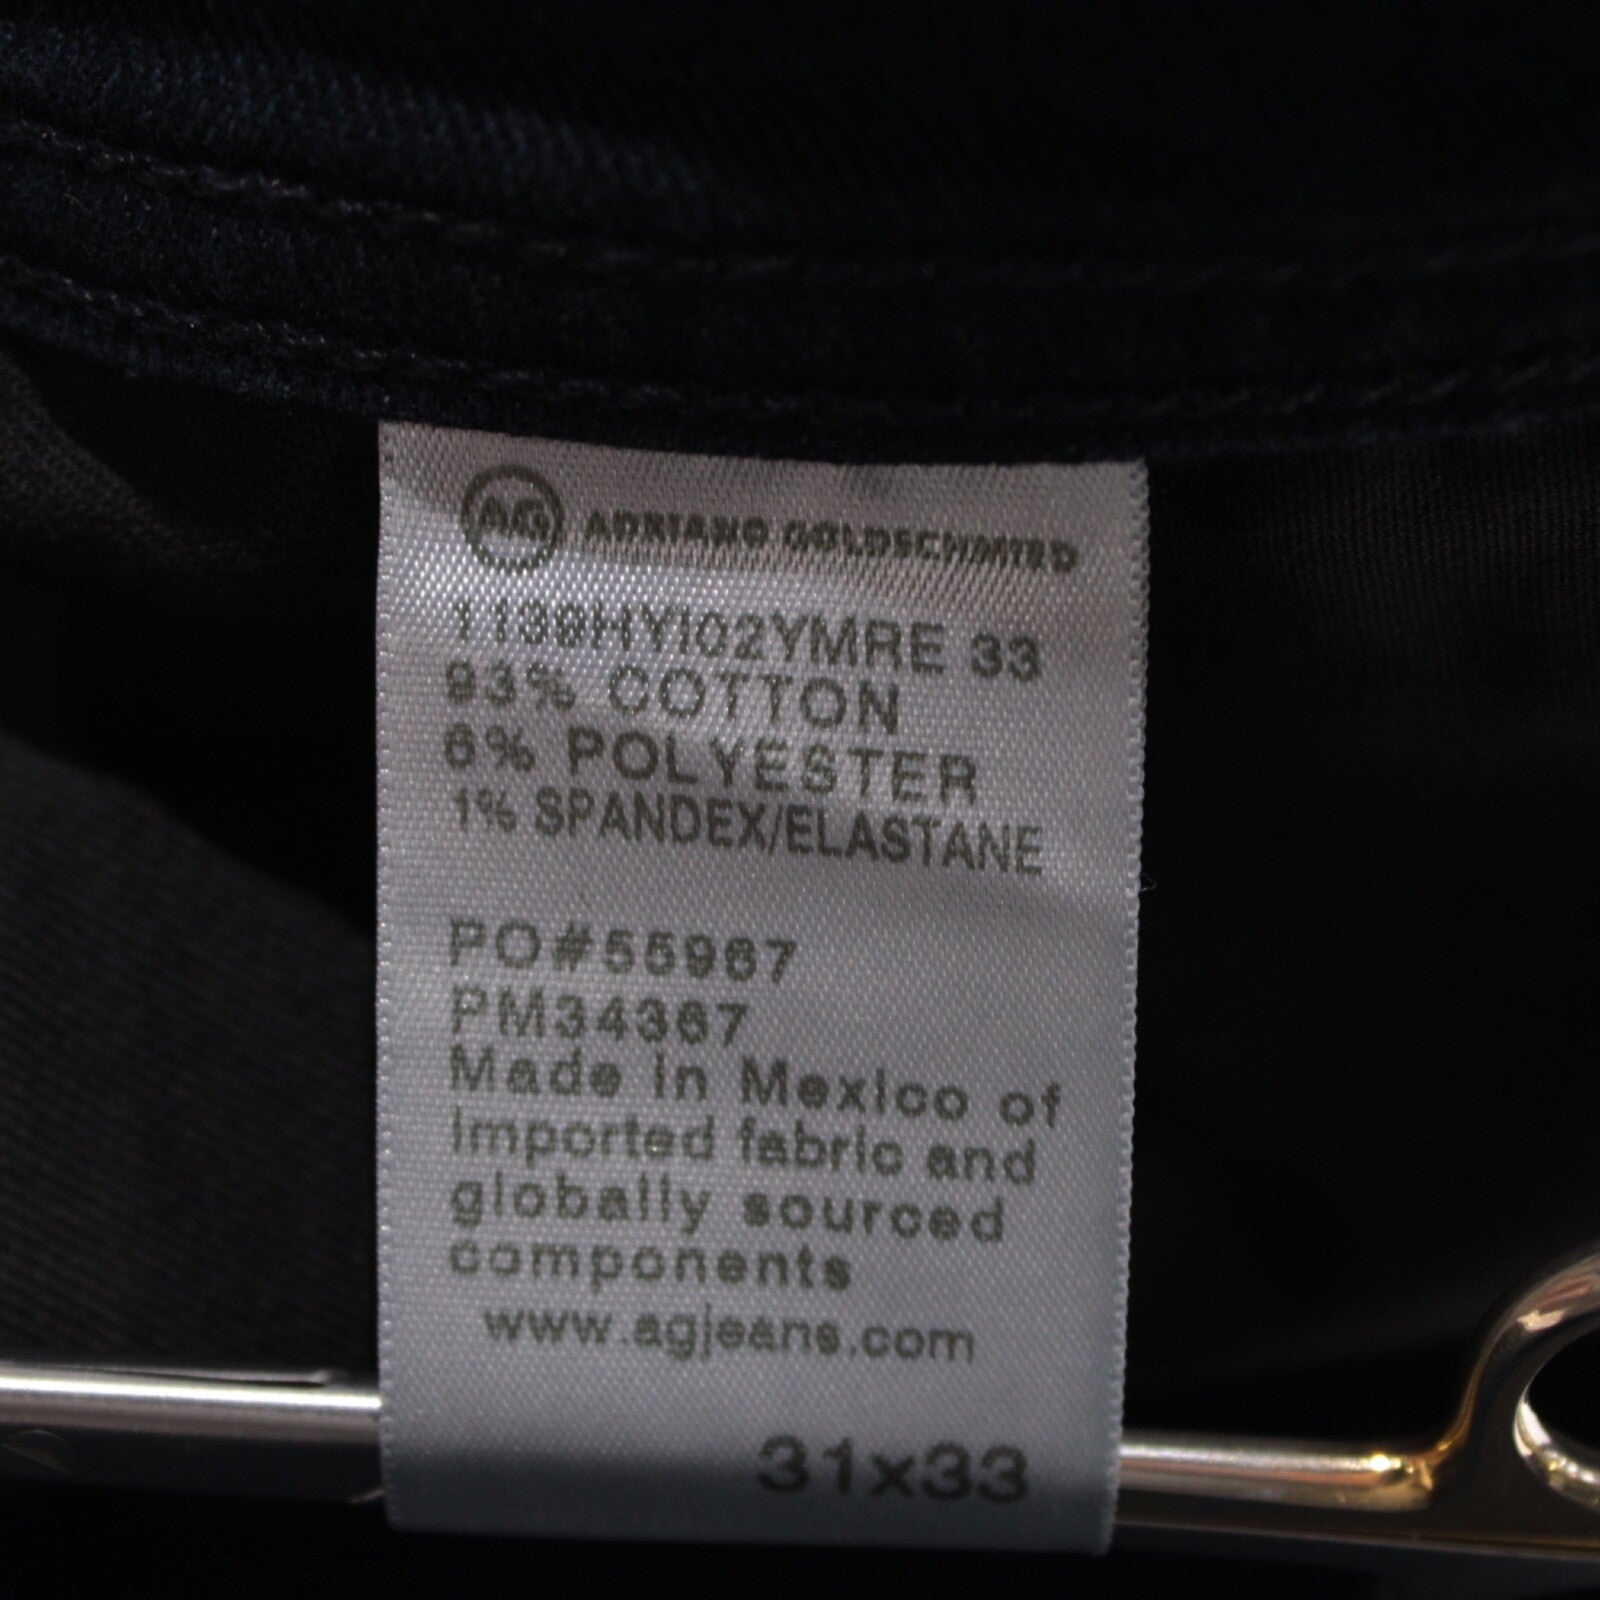 AG ADRIANO GOLDSCHMIED
1139HYI02YMRE 33
93% COTTON
6% POLYESTER
1% SPANDEX/ELASTANE
PO#55967
PM34367
Made in Mexico of
imported fabric and
globally sourced
components
www.agjeans.com
31x33